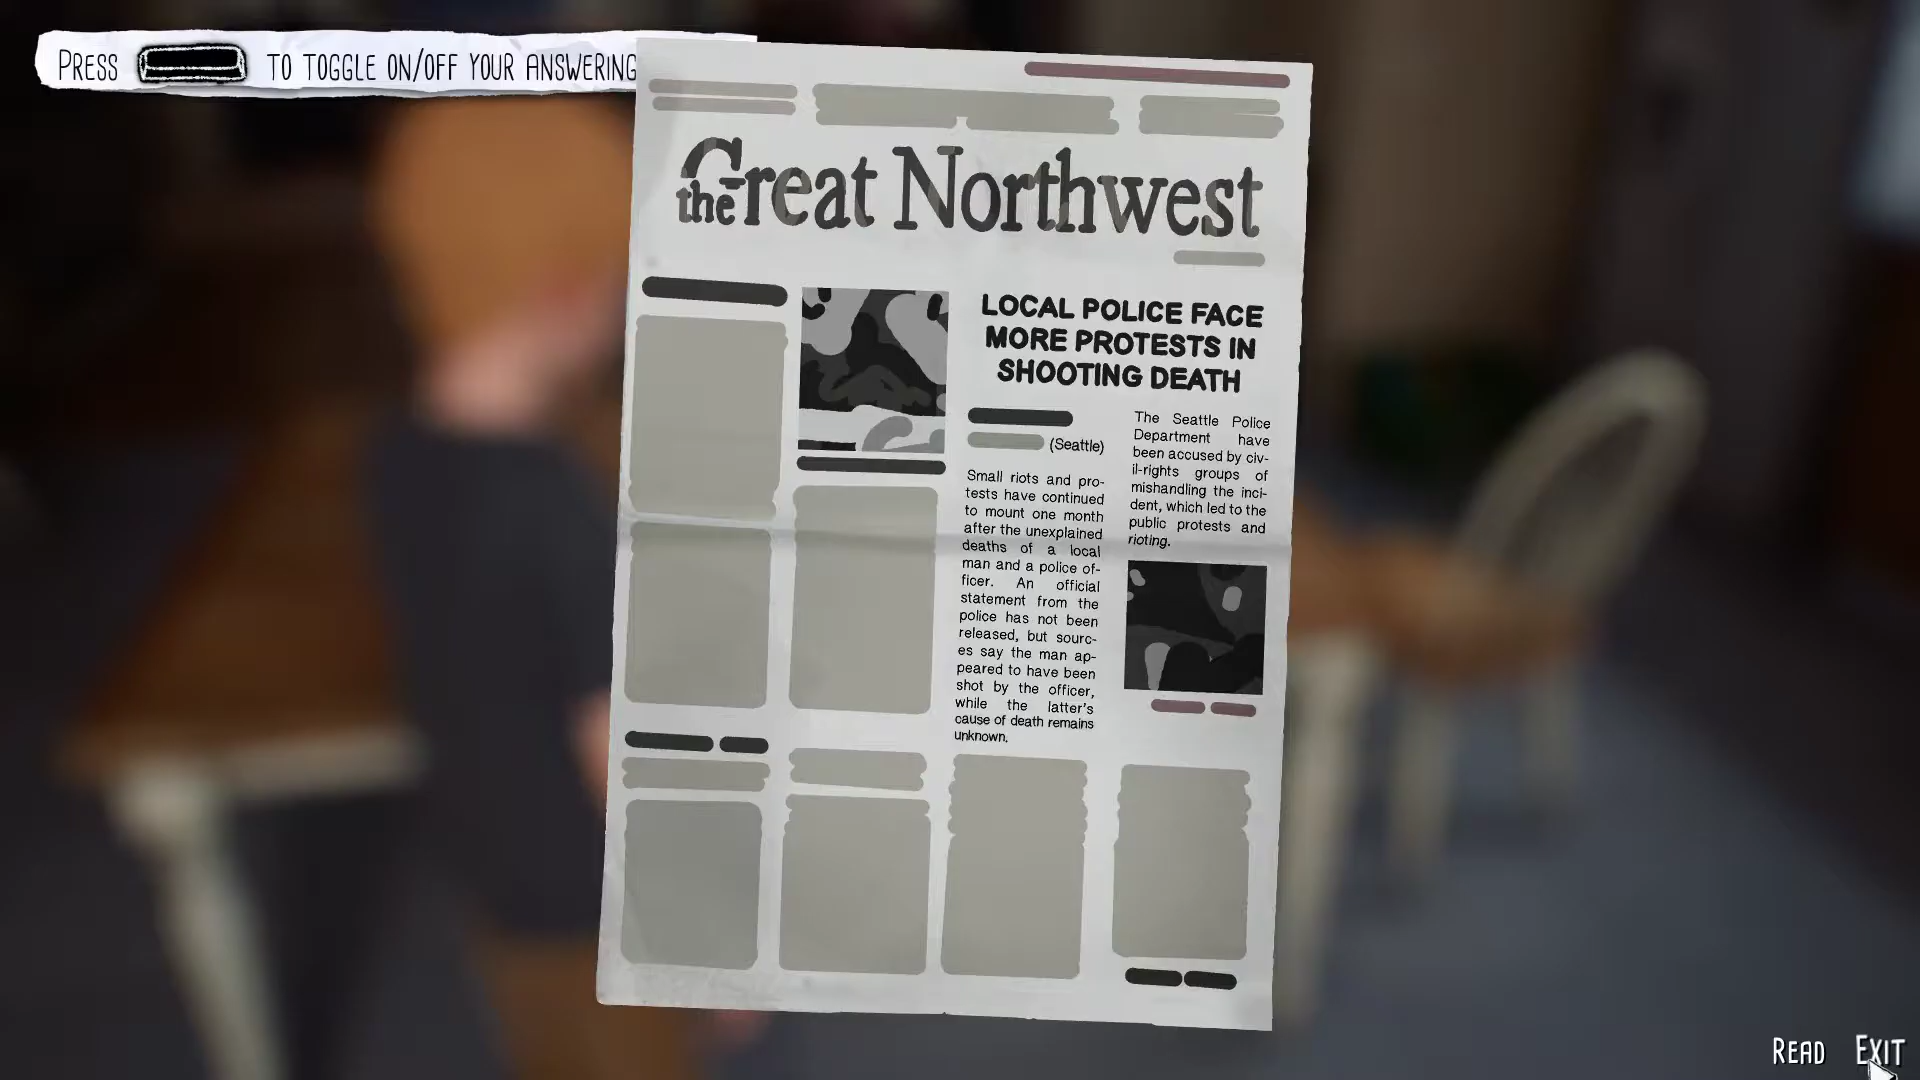 PRESS TO TOGGLE ON/OFF YOUR ANSWERING
the Great Northwest
LOCAL POLICE FACE
MORE PROTESTS IN
SHOOTING DEATH
(Seattle)
Small riots and pro-
tests have continued
to mount one month
after the unexplained
deaths of a local
man and a police of-
ficer. An official
statement from the
police has not been
released, but sourc-
es say the man ap-
peared to have been
shot by the officer,
while the latter's
cause of death remains
unknown.
The Seattle Police
Department have
been accused by civ-
il-rights groups of
mishandling the inci-
dent, which led to the
public protests and
rioting.
READ EXIT